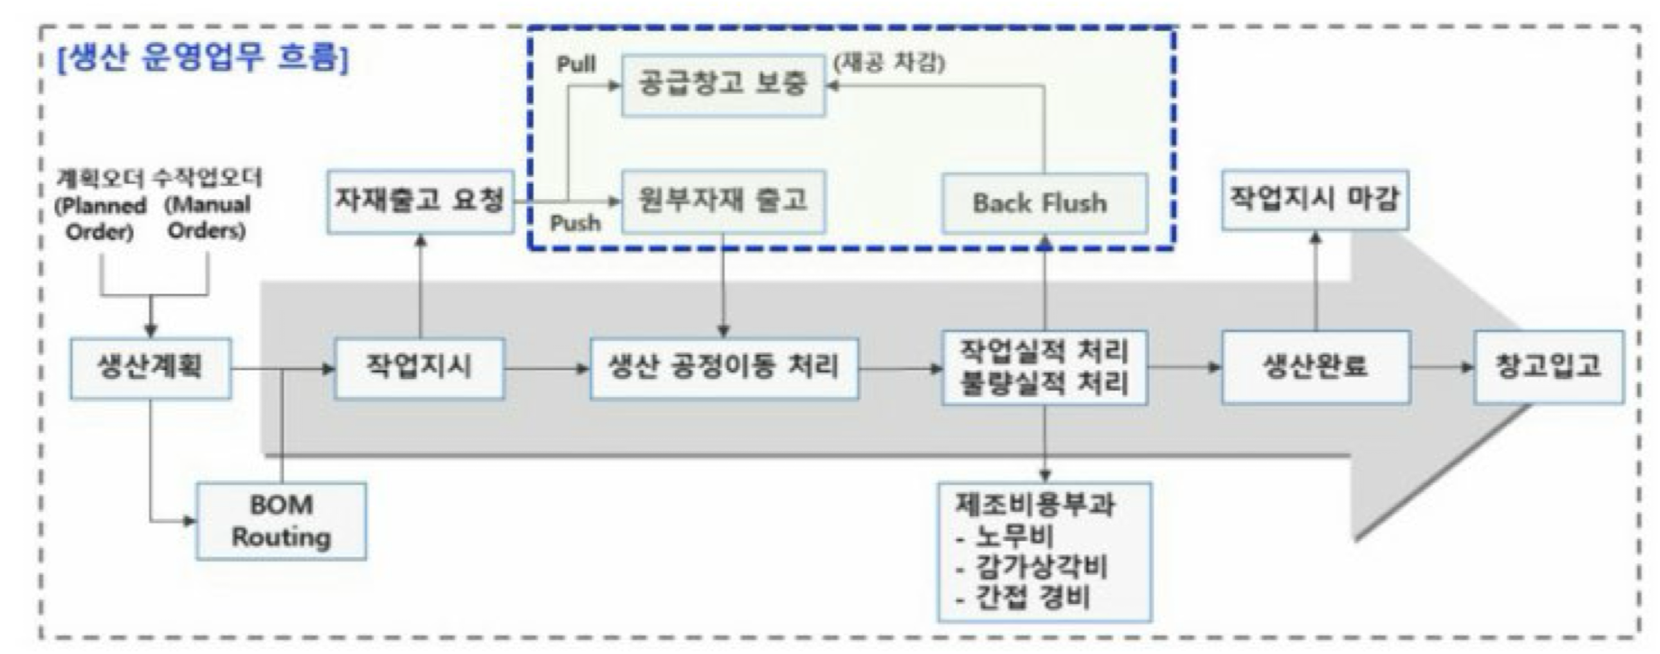 [생산 운영업무 흐름]
Pull
공급창고 보충
(재공 차감)
계획오더 수작업오더
(Planned (Manual
Order) Orders)
자재출고 요청
Push
원부자재 출고
Back Flush
작업지시 마감
생산계획
작업지시
생산 공정이동 처리
작업실적 처리
불량실적 처리
생산완료
창고입고
BOM
Routing
제조비용부과
- 노무비
- 감가상각비
- 간접 경비